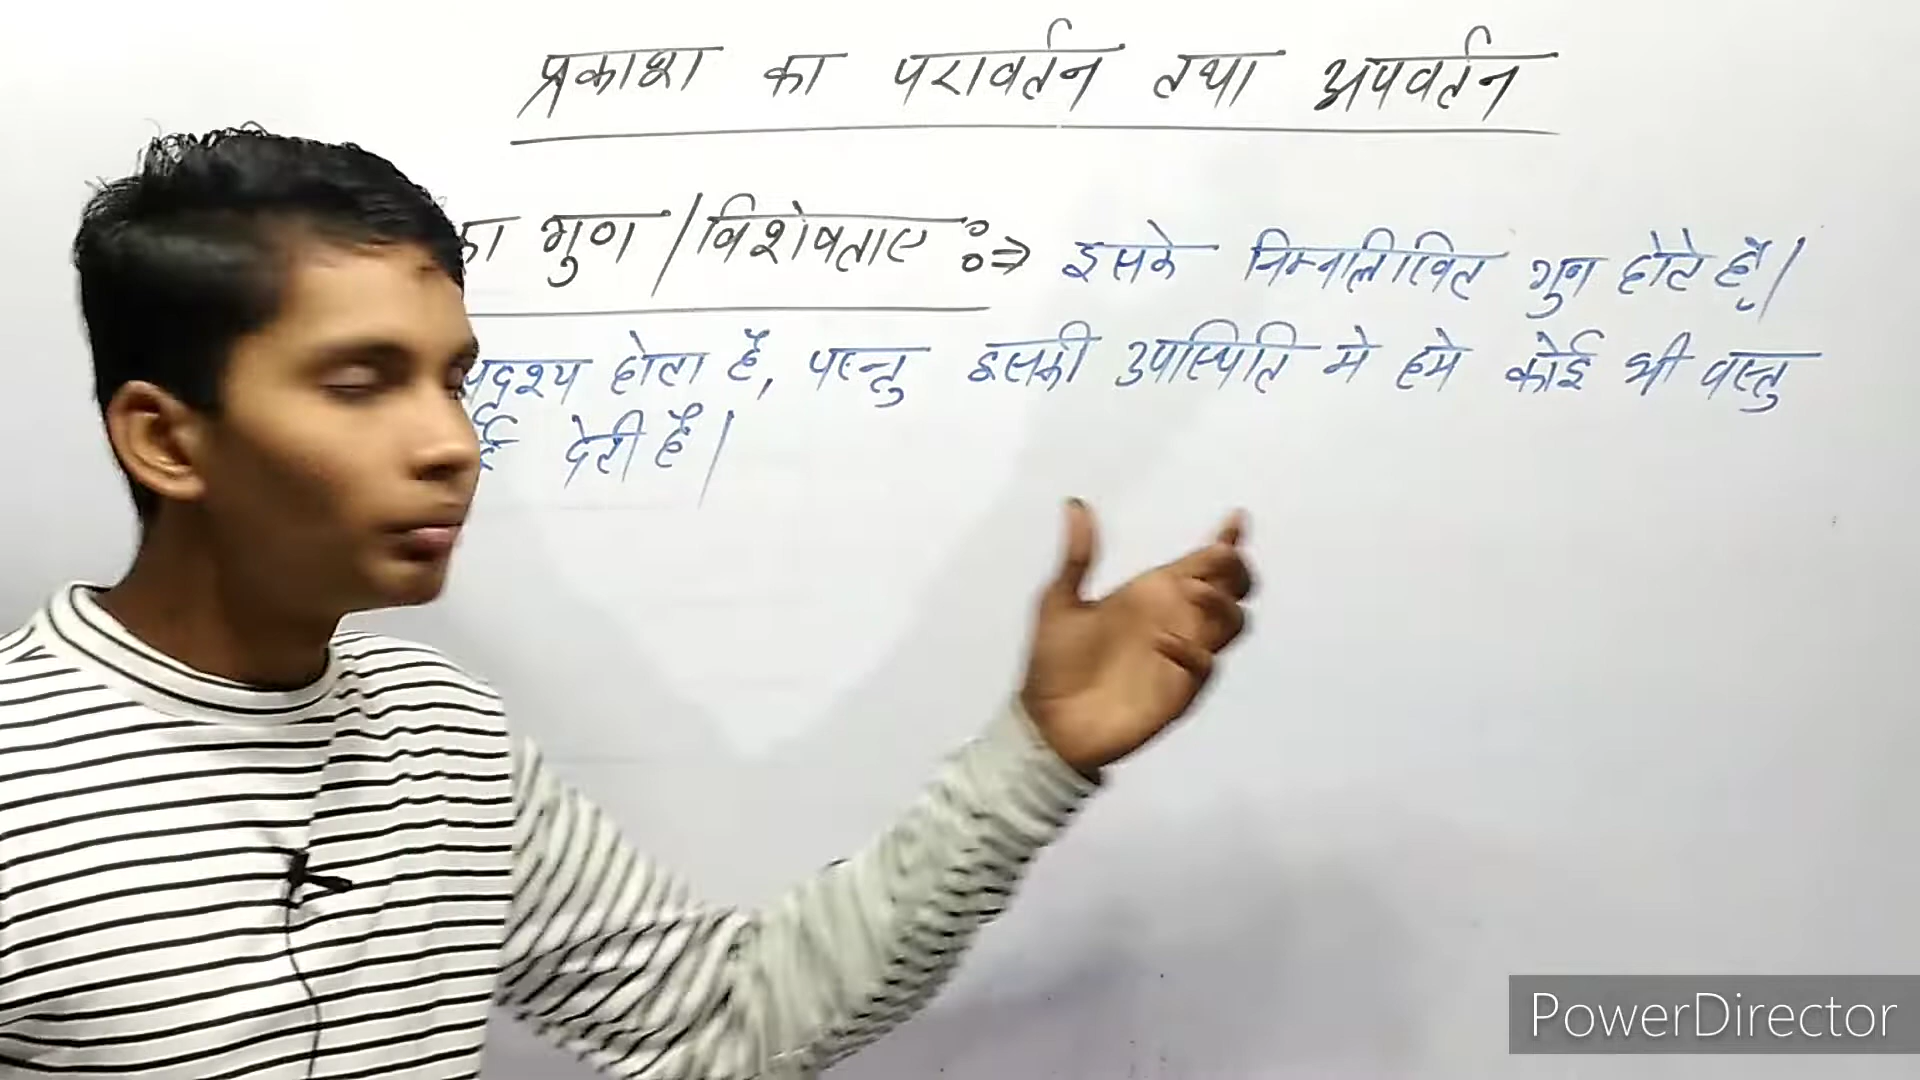 प्रकाश का परावर्तन तथा अपवर्तन
का गुण / विशेषताए :⇒ इसके निम्नलिखित गुन होते हैं।
होता है, परन्तु इसकी उपस्थिति मे हमे कोई भी वस्तु
देती है।
PowerDirector